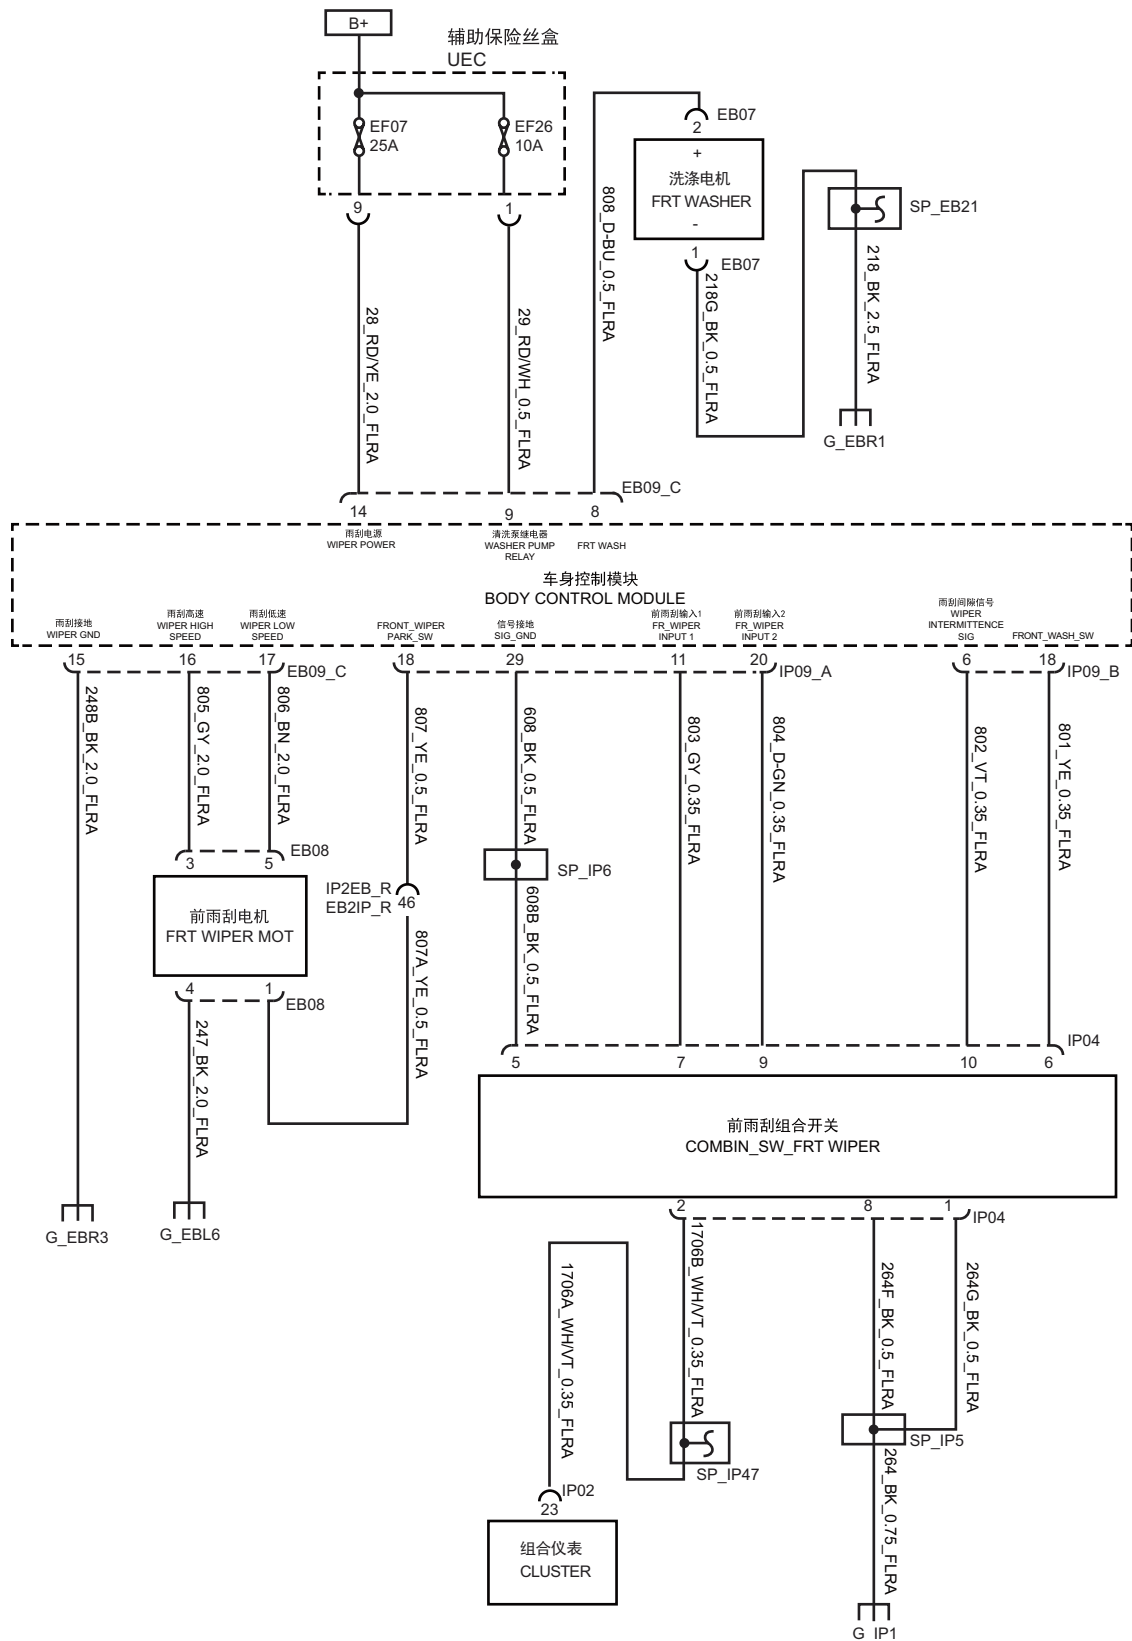 B+
辅助保险丝盒
UEC
EF07
25A
EF26
10A
9
1
28_RD/YE_2.0_FLRA
29_RD/WH_0.5_FLRA
808_D-BU_0.5_FLRA
EB07
2
+
洗涤电机
FRT WASHER
-
1
EB07
218G_BK_0.5_FLRA
SP_EB21
218_BK_2.5_FLRA
G_EBR1
EB09_C
14
9
8
雨刮电源
WIPER POWER
清洗泵继电器
WASHER PUMP
RELAY
FRT WASH
车身控制模块
BODY CONTROL MODULE
雨刮接地
WIPER GND
雨刮高速
WIPER HIGH
SPEED
雨刮低速
WIPER LOW
SPEED
FRONT_WIPER
PARK_SW
信号接地
SIG_GND
前雨刮输入1
FR_WIPER
INPUT 1
前雨刮输入2
FR_WIPER
INPUT 2
雨刮间隙信号
WIPER
INTERMITTENCE
SIG
FRONT_WASH_SW
15
16
17
EB09_C
18
29
11
20
IP09_A
6
18
IP09_B
248B_BK_2.0_FLRA
805_GY_2.0_FLRA
806_BN_2.0_FLRA
807_YE_0.5_FLRA
608_BK_0.5_FLRA
803_GY_0.35_FLRA
804_D-GN_0.35_FLRA
802_VT_0.35_FLRA
801_YE_0.35_FLRA
EB08
3
5
前雨刮电机
FRT WIPER MOT
4
1
EB08
IP2EB_R
EB2IP_R
46
SP_IP6
608B_BK_0.5_FLRA
807A_YE_0.5_FLRA
247_BK_2.0_FLRA
G_EBR3
G_EBL6
IP04
5
7
9
10
6
前雨刮组合开关
COMBIN_SW_FRT WIPER
2
8
1
IP04
1706A_WH/VT_0.35_FLRA
1706B_WH/VT_0.35_FLRA
264F_BK_0.5_FLRA
264G_BK_0.5_FLRA
SP_IP47
SP_IP5
264_BK_0.75_FLRA
IP02
23
组合仪表
CLUSTER
G_IP1